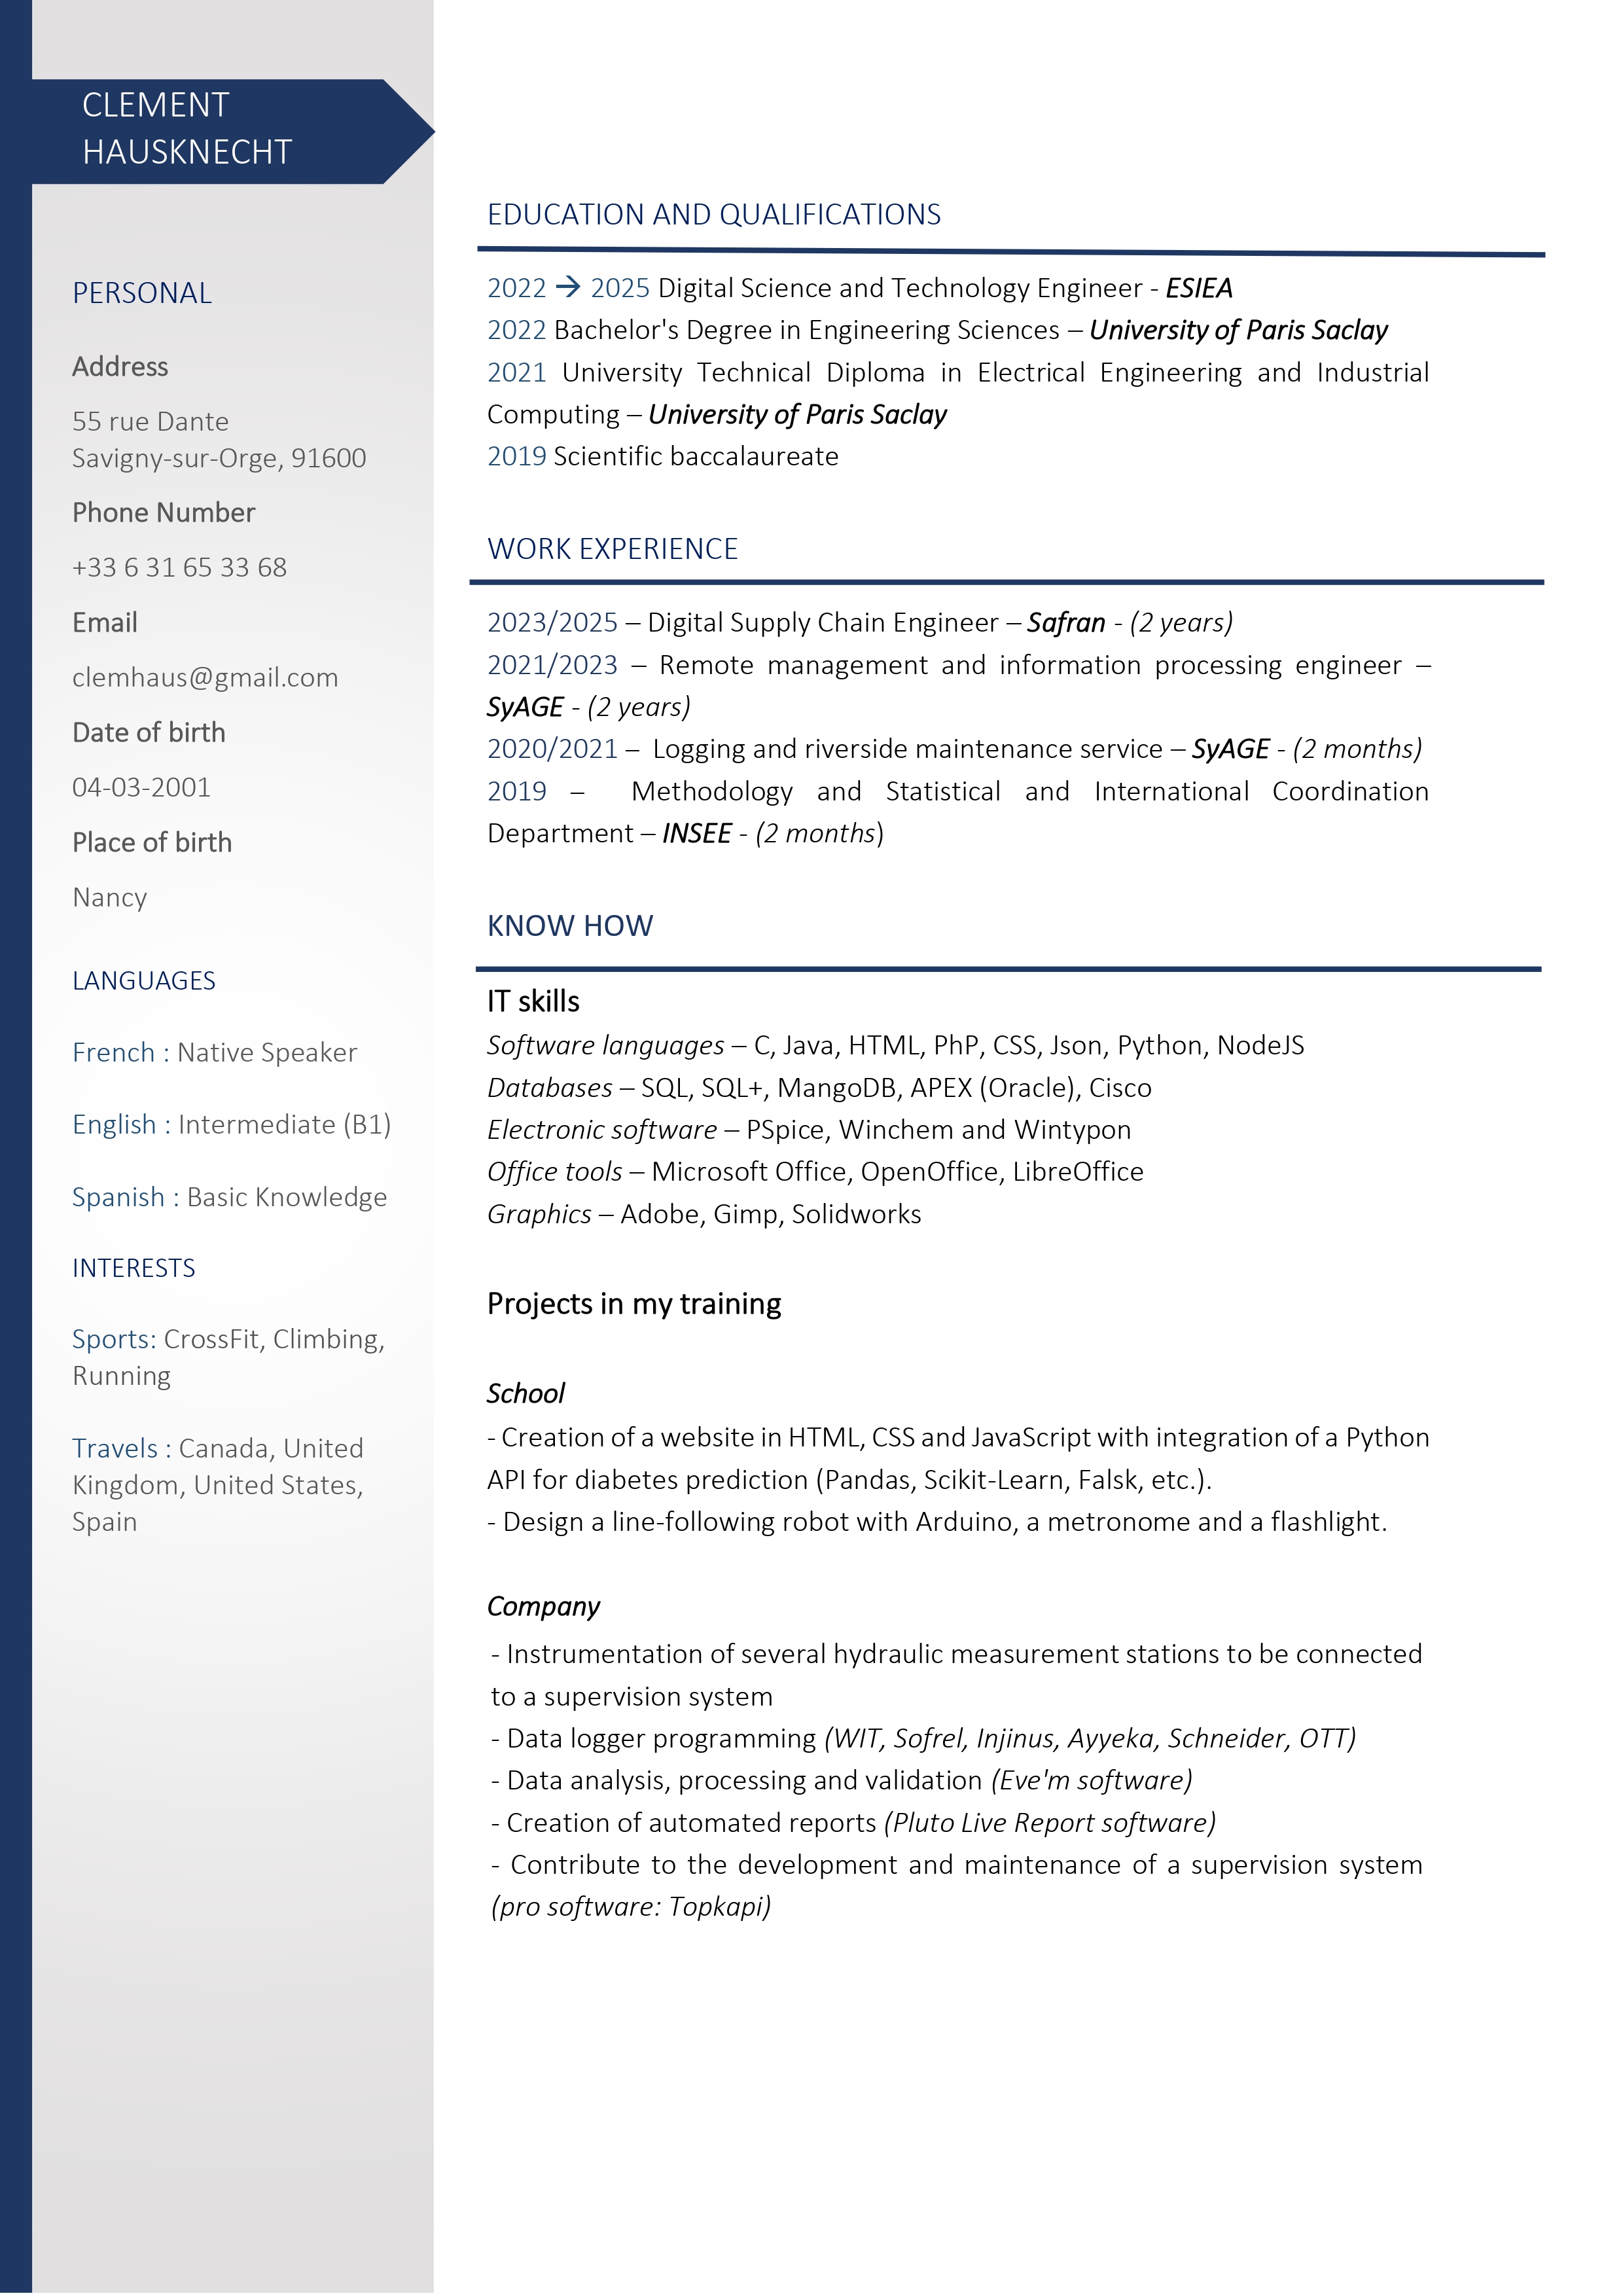 CLEMENT
HAUSKNECHT
PERSONAL
Address
55 rue Dante
Savigny-sur-Orge, 91600
Phone Number
+33 6 31 65 33 68
Email
clemhaus@gmail.com
Date of birth
04-03-2001
Place of birth
Nancy
LANGUAGES
French : Native Speaker
English : Intermediate (B1)
Spanish : Basic Knowledge
INTERESTS
Sports: CrossFit, Climbing,
Running
Travels : Canada, United
Kingdom, United States,
Spain
EDUCATION AND QUALIFICATIONS
2022 → 2025 Digital Science and Technology Engineer - ESIEA
2022 Bachelor's Degree in Engineering Sciences – University of Paris Saclay
2021 University Technical Diploma in Electrical Engineering and Industrial
Computing – University of Paris Saclay
2019 Scientific baccalaureate
WORK EXPERIENCE
2023/2025 – Digital Supply Chain Engineer – Safran - (2 years)
2021/2023 – Remote management and information processing engineer –
SyAGE - (2 years)
2020/2021 – Logging and riverside maintenance service – SyAGE - (2 months)
2019 – Methodology and Statistical and International Coordination
Department – INSEE - (2 months)
KNOW HOW
IT skills
Software languages – C, Java, HTML, PhP, CSS, Json, Python, NodeJS
Databases – SQL, SQL+, MangoDB, APEX (Oracle), Cisco
Electronic software – PSpice, Winchem and Wintypon
Office tools – Microsoft Office, OpenOffice, LibreOffice
Graphics – Adobe, Gimp, Solidworks
Projects in my training
School
- Creation of a website in HTML, CSS and JavaScript with integration of a Python
API for diabetes prediction (Pandas, Scikit-Learn, Falsk, etc.).
- Design a line-following robot with Arduino, a metronome and a flashlight.
Company
- Instrumentation of several hydraulic measurement stations to be connected
to a supervision system
- Data logger programming (WIT, Sofrel, Injinus, Ayyeka, Schneider, OTT)
- Data analysis, processing and validation (Eve'm software)
- Creation of automated reports (Pluto Live Report software)
- Contribute to the development and maintenance of a supervision system
(pro software: Topkapi)